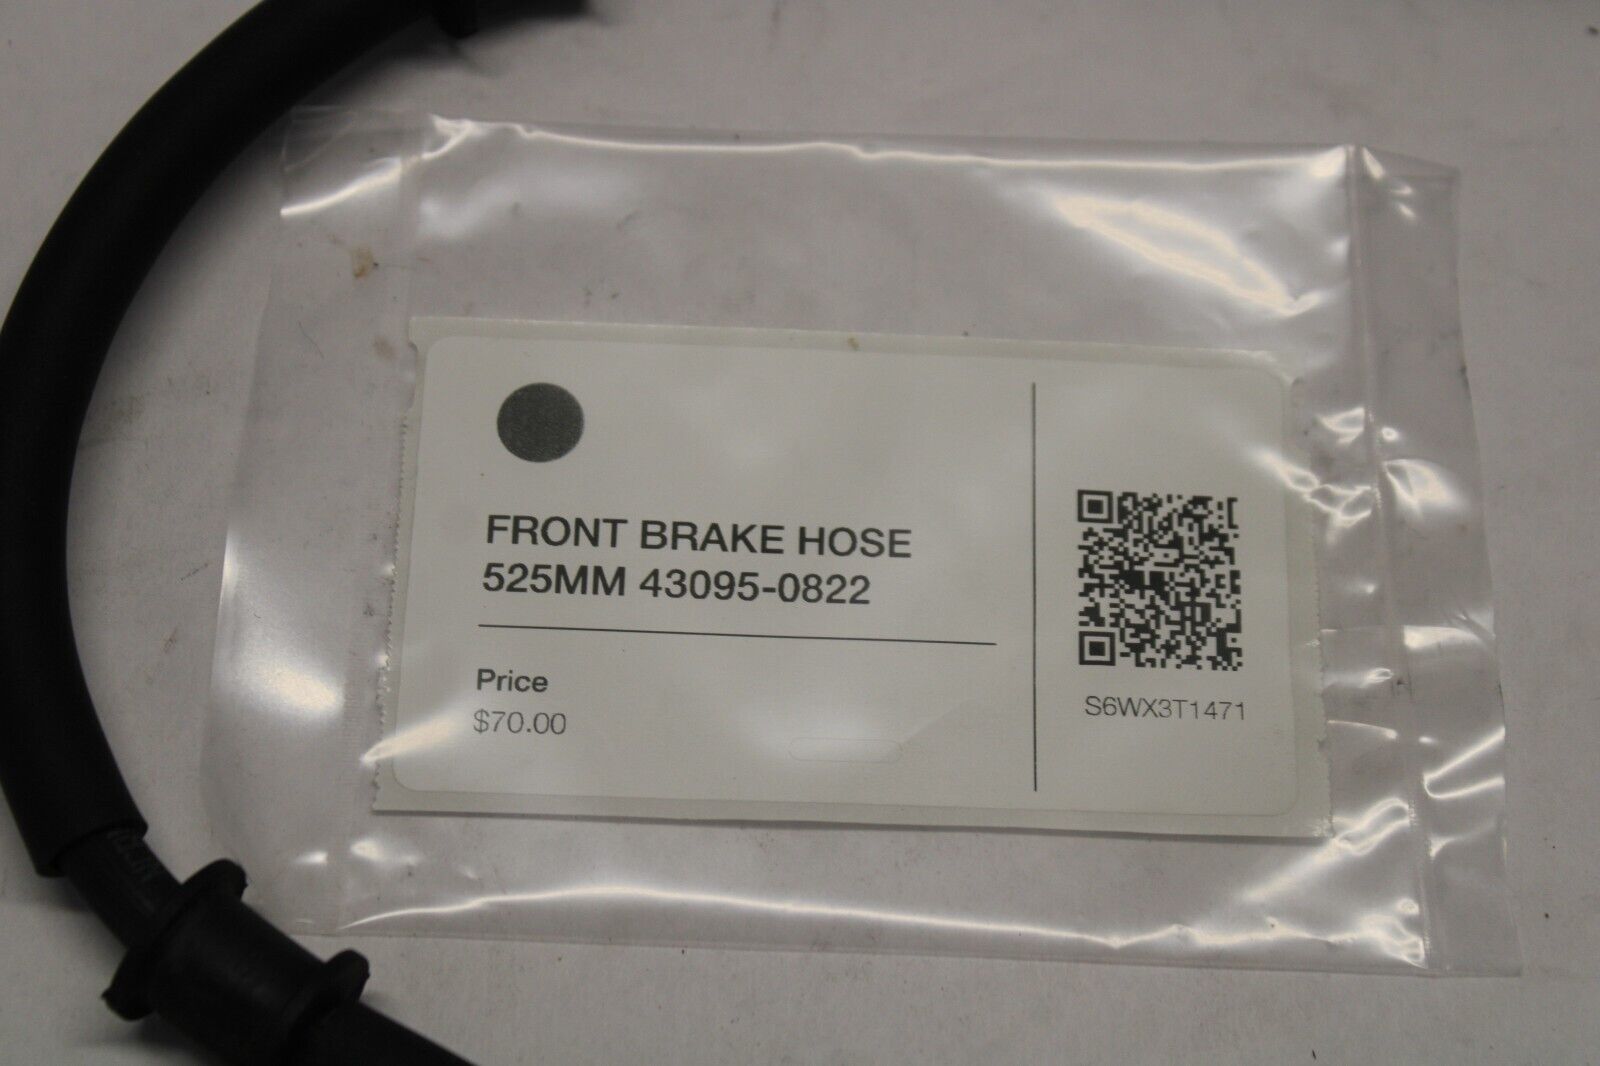 FRONT BRAKE HOSE
525MM 43095-0822
Price
$70.00
S6WX3T1471